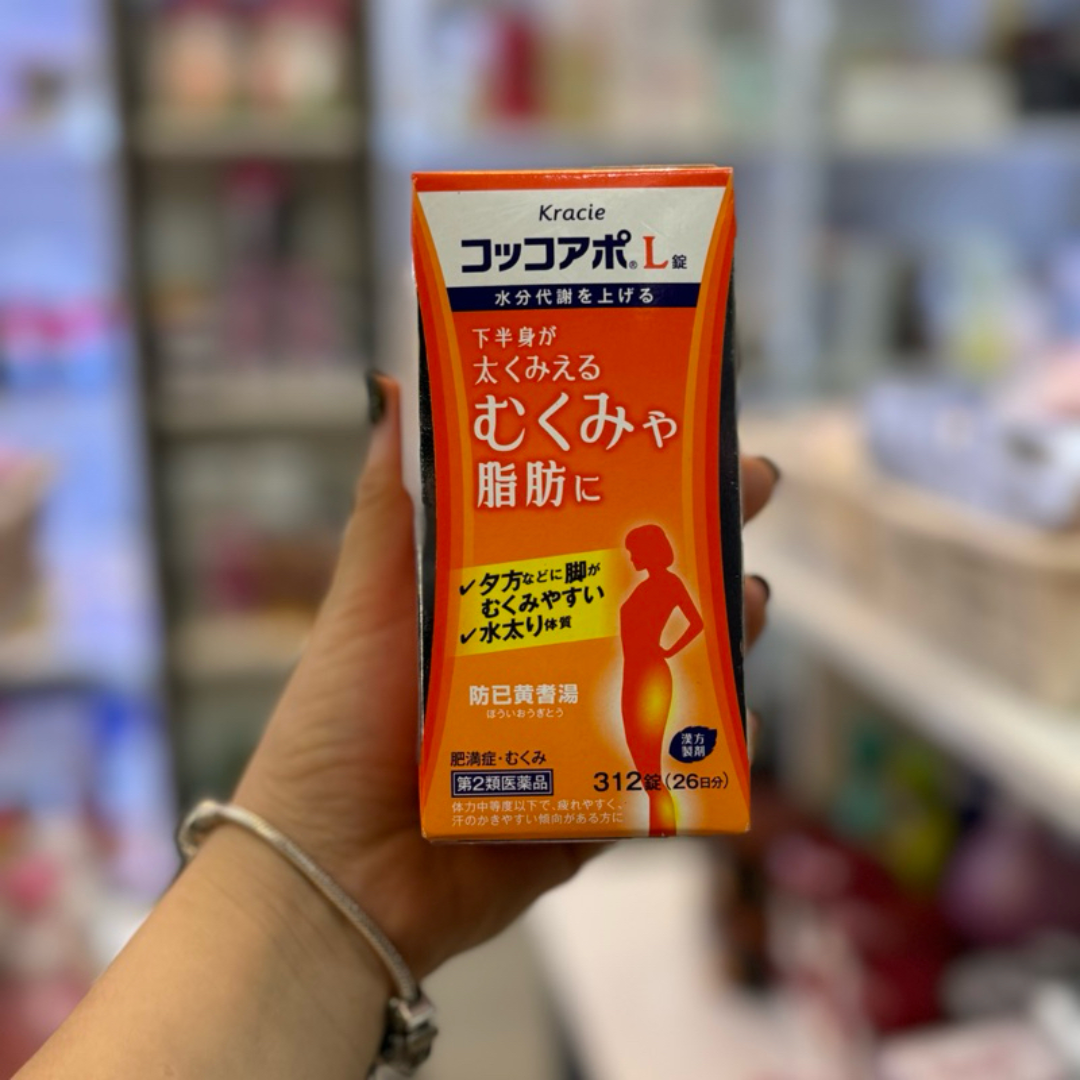 Kracie
コッコアポ® L錠
水分代謝を上げる
下半身が
太くみえる
むくみや
脂肪に
✓夕方などに脚が
むくみやすい
✓水太り体質
防已黄耆湯
ぼういおうぎとう
漢方
製剤
肥満症・むくみ
第2類医薬品
312錠(26日分)
体力中等度以下で、疲れやすく、
汗のかきやすい傾向がある方に